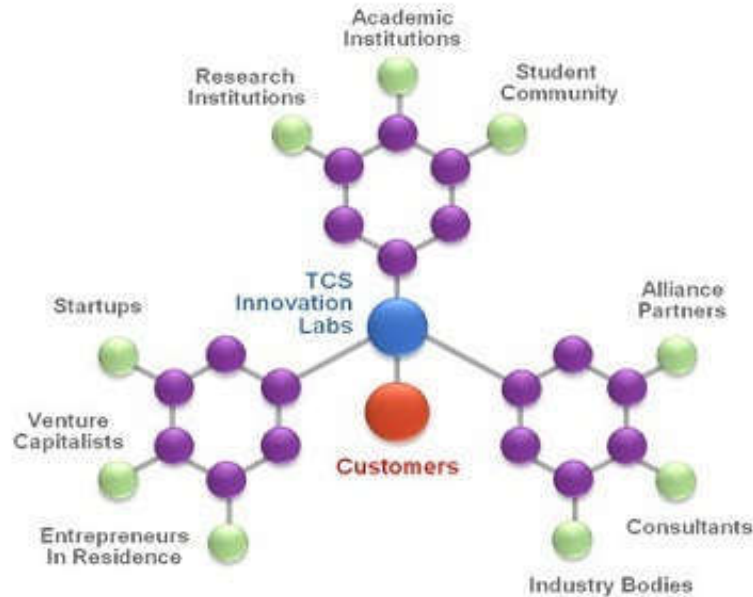 Academic
Institutions
Research
Institutions
Student
Community
TCS
Innovation
Labs
Startups
Alliance
Partners
Venture
Capitalists
Customers
Entrepreneurs
In Residence
Consultants
Industry Bodies